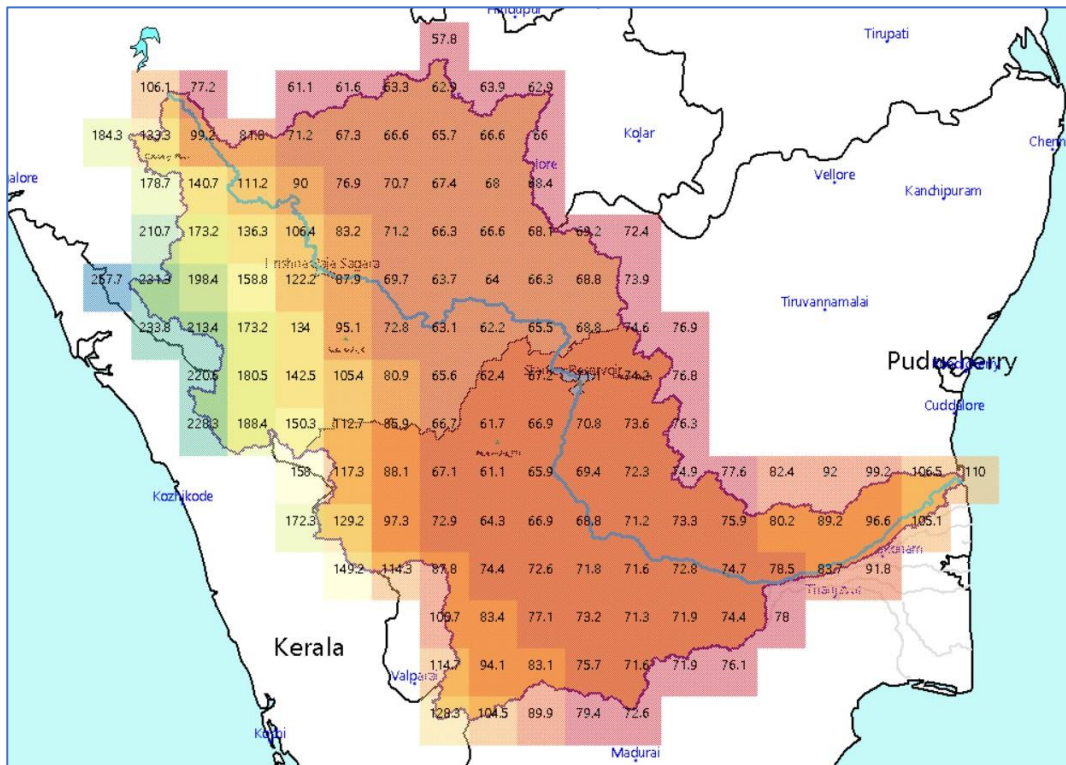 Hindupur
57.8
Tirupati
106.1 77.2 61.1 61.6 63.3 62.9 63.9 62.9
184.3 133.3 99.2 81.8 71.2 67.3 66.6 65.7 66.6 66 Kolar
178.7 140.7 111.2 90 76.9 70.7 67.4 68 68.4 Vellore Kanchipuram
210.7 173.2 136.3 106.4 83.2 71.2 66.3 66.6 68.1 69.2 72.4
Krishna Raja Sagara
257.7 231.3 198.4 158.8 122.2 87.9 69.7 63.7 64 66.3 68.8 73.9
Tiruvannamalai
233.8 213.4 173.2 134 95.1 72.8 63.1 62.2 65.5 68.8 74.6 76.9
Puducherry
220.6 180.5 142.5 105.4 80.9 65.6 62.4 67.2 71.1 74.2 76.8
Cuddalore
228.3 188.4 150.3 112.7 85.9 66.7 61.7 66.9 70.8 73.6 76.3
153 117.3 88.1 67.1 61.1 65.9 69.4 72.3 74.9 77.6 82.4 92 99.2 106.5 110
Kozhikode
172.3 129.2 97.3 72.9 64.3 66.9 68.8 71.2 73.3 75.9 80.2 89.2 96.6 105.1
149.2 114.3 87.8 74.4 72.6 71.8 71.6 72.8 74.7 78.5 83.7 91.8
Thanjavur
105.7 83.4 77.1 73.2 71.3 71.9 74.4 78
Kerala
Valparai
114.7 94.1 83.1 75.7 71.6 71.9 76.1
128.3 104.5 89.9 79.4 72.6
Kochi
Madurai